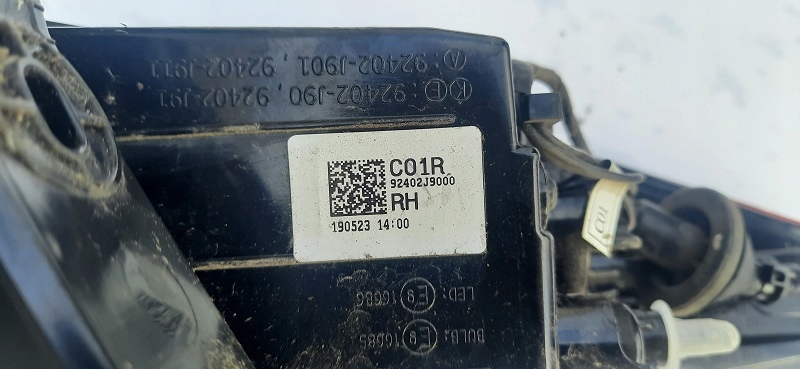 Ⓐ : 92402-J901, 92402-J911
Ⓚ Ⓔ : 92402-J90, 92402-J91
C01R
92402J9000
RH
190523 14:00
LED: E9 16686
BULB: E9 16685